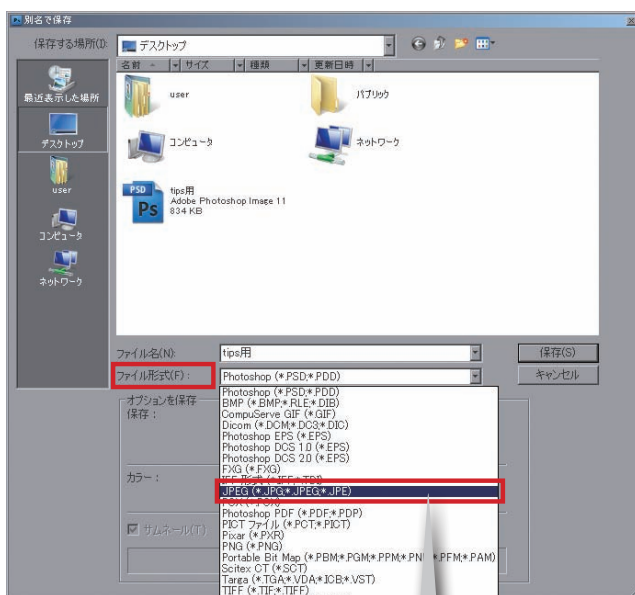 別名で保存
保存する場所(I):
デスクトップ
名前 サイズ 種類 更新日時
最近表示した場所
デスクトップ
user
コンピュータ
ネットワーク
user
パブリック
コンピュータ
ネットワーク
PSD
Ps
tips用
Adobe Photoshop Image 11
834 KB
ファイル名(N):
tips用
保存(S)
ファイル形式(F):
Photoshop (*.PSD;*.PDD)
キャンセル
オプションを保存
保存:
カラー:
サムネール(T)
Photoshop (*.PSD;*.PDD)
BMP (*.BMP;*.RLE;*.DIB)
CompuServe GIF (*.GIF)
Dicom (*.DCM;*.DC3;*.DIC)
Photoshop EPS (*.EPS)
Photoshop DCS 1.0 (*.EPS)
Photoshop DCS 2.0 (*.EPS)
FXG (*.FXG)
JPEG (*.JPG;*.JPEG;*.JPE)
Photoshop PDF (*.PDF;*.PDP)
PICT ファイル (*.PCT;*.PICT)
Pixar (*.PXR)
PNG (*.PNG)
Portable Bit Map (*.PBM;*.PGM;*.PPM;*.PNM;*.PFM;*.PAM)
Scitex CT (*.SCT)
Targa (*.TGA;*.VDA;*.ICB;*.VST)
TIFF (*.TIF;*.TIFF)